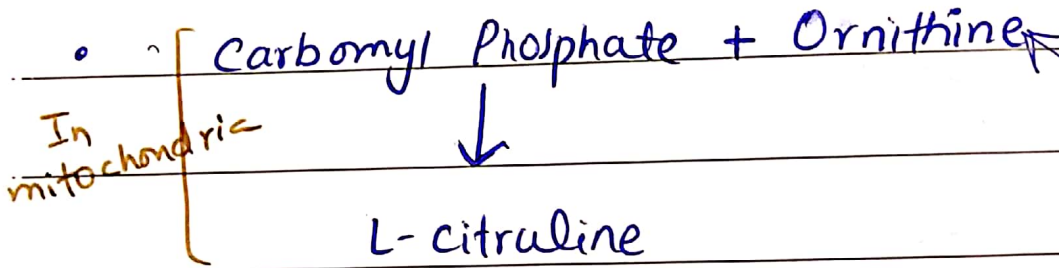 Carbomyl Phosphate + Ornithine
In
mitochondria
L-citruline